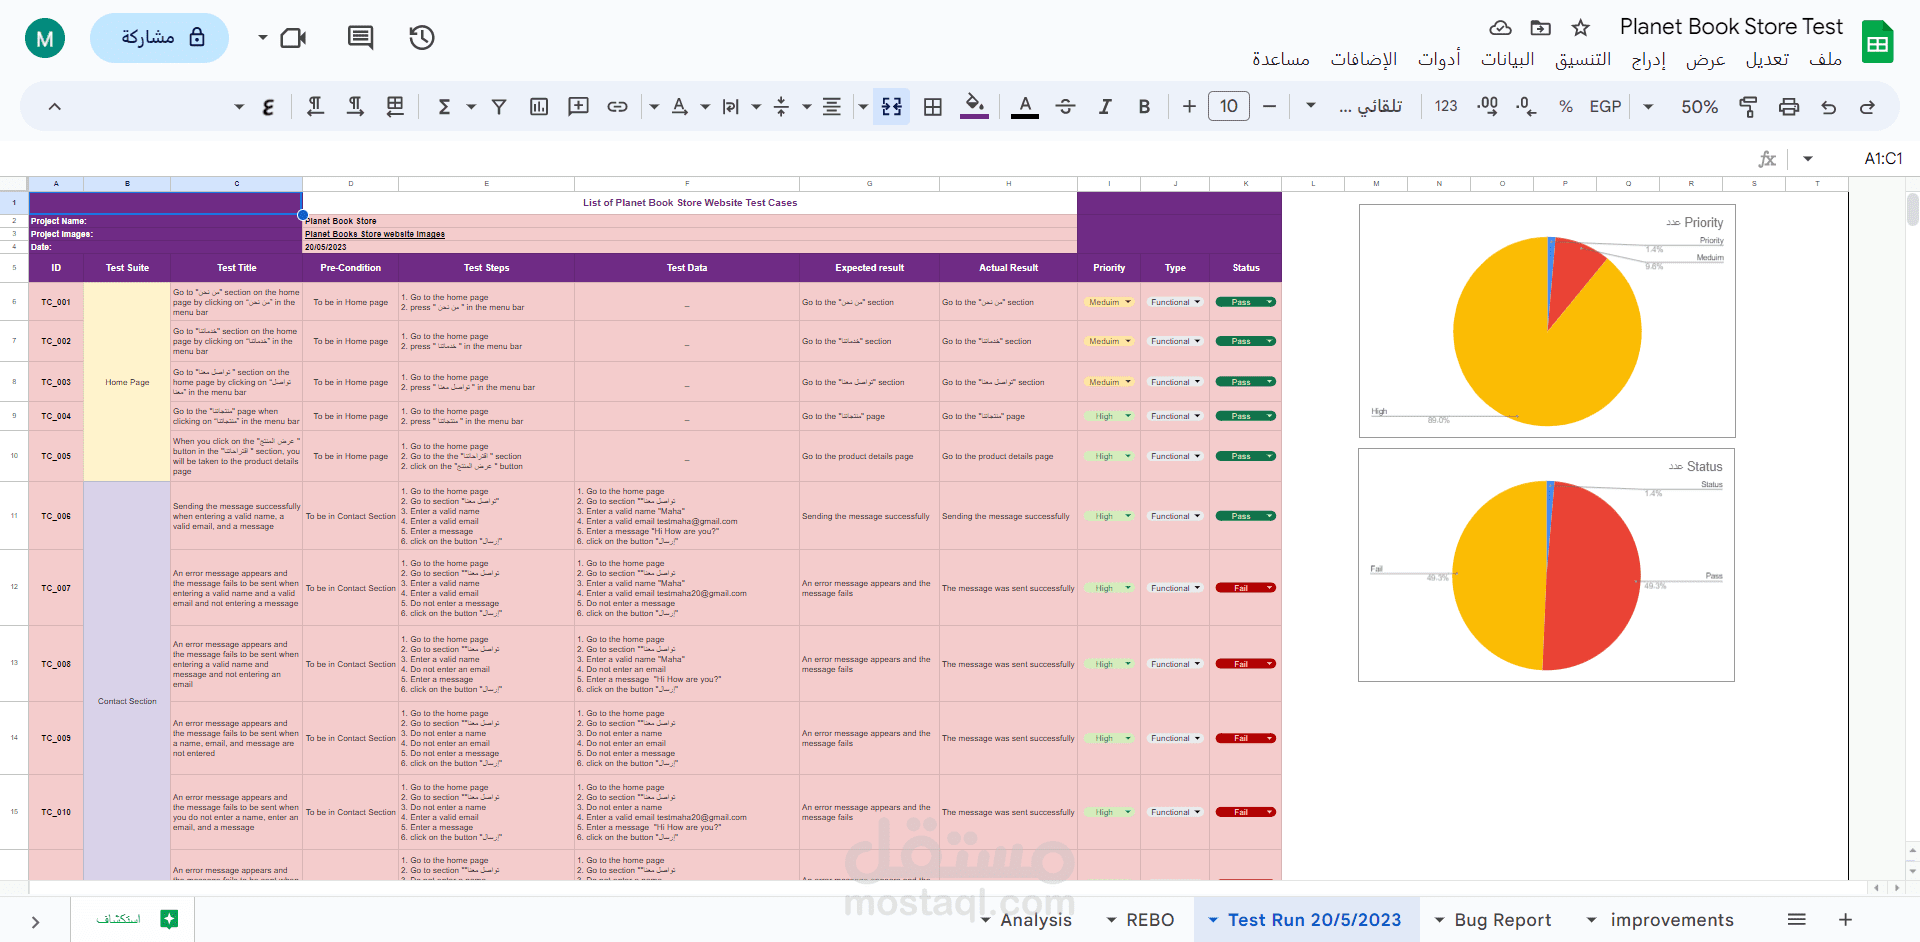 Planet Book Store Test
M
مشاركة
ملف تعديل عرض إدراج التنسيق البيانات أدوات الإضافات مساعدة
50% EGP % .0 .00 123 تلقائي ... 10 B I A
A1:C1
A B C D E F G H I J K L M N O P Q R S T
1 List of Planet Book Store Website Test Cases
2 Project Name: Planet Book Store
3 Project Images: Planet Books Store website Images
4 Date: 20/05/2023
5 ID Test Suite Test Title Pre-Condition Test Steps Test Data Expected result Actual Result Priority Type Status
Home Page
6 TC_001
Go to "من نحن" section on the home
page by clicking on "من نحن" in the
menu bar
To be in Home page
1. Go to the home page
2. press " من نحن " in the menu bar
_
Go to the "من نحن" section
Go to the "من نحن" section
Meduim Functional Pass
7 TC_002
Go to "خدماتنا" section on the home
page by clicking on "خدماتنا" in the
menu bar
To be in Home page
1. Go to the home page
2. press " خدماتنا " in the menu bar
_
Go to the "خدماتنا" section
Go to the "خدماتنا" section
Meduim Functional Pass
8 TC_003
Go to "تواصل معنا " section on the
home page by clicking on "تواصل
معنا" in the menu bar
To be in Home page
1. Go to the home page
2. press " تواصل معنا " in the menu bar
_
Go to the "تواصل معنا" section
Go to the "تواصل معنا" section
Meduim Functional Pass
9 TC_004
Go to the "منتجاتنا" page when
clicking on "منتجاتنا" in the menu bar
To be in Home page
1. Go to the home page
2. press " منتجاتنا " in the menu bar
_
Go to the "منتجاتنا" page
Go to the "منتجاتنا" page
High Functional Pass
10 TC_005
When you click on the "عرض المنتج "
button in the "اقتراحاتنا " section, you
will be taken to the product details
page
To be in Home page
1. Go to the home page
2. Go to the the "اقتراحاتنا " section
2. click on the "عرض المنتج " button
_
Go to the product details page
Go to the product details page
High Functional Pass
Contact Section
11 TC_006
Sending the message successfully
when entering a valid name, a
valid email, and a message
To be in Contact Section
1. Go to the home page
2. Go to section "تواصل معنا"
3. Enter a valid name
4. Enter a valid email
5. Enter a message
6. click on the button "إرسال"
1. Go to the home page
2. Go to section ""تواصل معنا
3. Enter a valid name "Maha"
4. Enter a valid email testmaha@gmail.com
5. Enter a message "Hi How are you?"
6. click on the button "إرسال"
Sending the message successfully
Sending the message successfully
High Functional Pass
12 TC_007
An error message appears and
the message fails to be sent when
entering a valid name and a valid
email and not entering a message
To be in Contact Section
1. Go to the home page
2. Go to section ""تواصل معنا
3. Enter a valid name
4. Enter a valid email
5. Do not enter a message
6. click on the button "إرسال"
1. Go to the home page
2. Go to section ""تواصل معنا
3. Enter a valid name "Maha"
4. Enter a valid email testmaha20@gmail.com
5. Do not enter a message
6. click on the button "إرسال"
An error message appears and the
message fails
The message was sent successfully
High Functional Fail
13 TC_008
An error message appears and
the message fails to be sent when
entering a valid name and
message and not entering an
email
To be in Contact Section
1. Go to the home page
2. Go to section ""تواصل معنا
3. Enter a valid name
4. Do not enter an email
5. Enter a message
6. click on the button "إرسال"
1. Go to the home page
2. Go to section ""تواصل معنا
3. Enter a valid name "Maha"
4. Do not enter an email
5. Enter a message "Hi How are you?"
6. click on the button "إرسال"
An error message appears and the
message fails
The message was sent successfully
High Functional Fail
14 TC_009
An error message appears and
the message fails to be sent when
a name, email, and message are
not entered
To be in Contact Section
1. Go to the home page
2. Go to section ""تواصل معنا
3. Do not enter a name
4. Do not enter an email
5. Do not enter a message
6. click on the button "إرسال"
1. Go to the home page
2. Go to section ""تواصل معنا
3. Do not enter a name
4. Do not enter an email
5. Do not enter a message
6. click on the button "إرسال"
An error message appears and the
message fails
The message was sent successfully
High Functional Fail
15 TC_010
An error message appears and
the message fails to be sent when
you do not enter a name, enter an
email, and a message
To be in Contact Section
1. Go to the home page
2. Go to section ""تواصل معنا
3. Do not enter a name
4. Enter a valid email
5. Enter a message
6. click on the button "إرسال"
1. Go to the home page
2. Go to section ""تواصل معنا
3. Do not enter a name
4. Enter a valid email testmaha20@gmail.com
5. Enter a message "Hi How are you?"
6. click on the button "إرسال"
An error message appears and the
message fails
The message was sent successfully
High Functional Fail
An error message appears and
1. Go to the home page
2. Go to section ""تواصل معنا
1. Go to the home page
2. Go to section ""تواصل معنا
عدد Priority
Priority
1.4%
Meduim
9.6%
High
89.0%
عدد Status
Status
1.4%
Fail
49.3%
Pass
49.3%
مستقل
mostaql.com
استكشاف
Analysis REBO Test Run 20/5/2023 Bug Report improvements